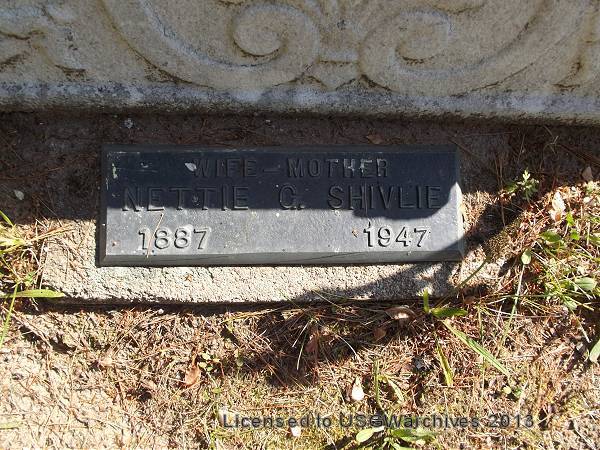 WIFE - MOTHER
NETTIE G. SHIVLIE
1887 1947
Licensed to USGWarchives 2013